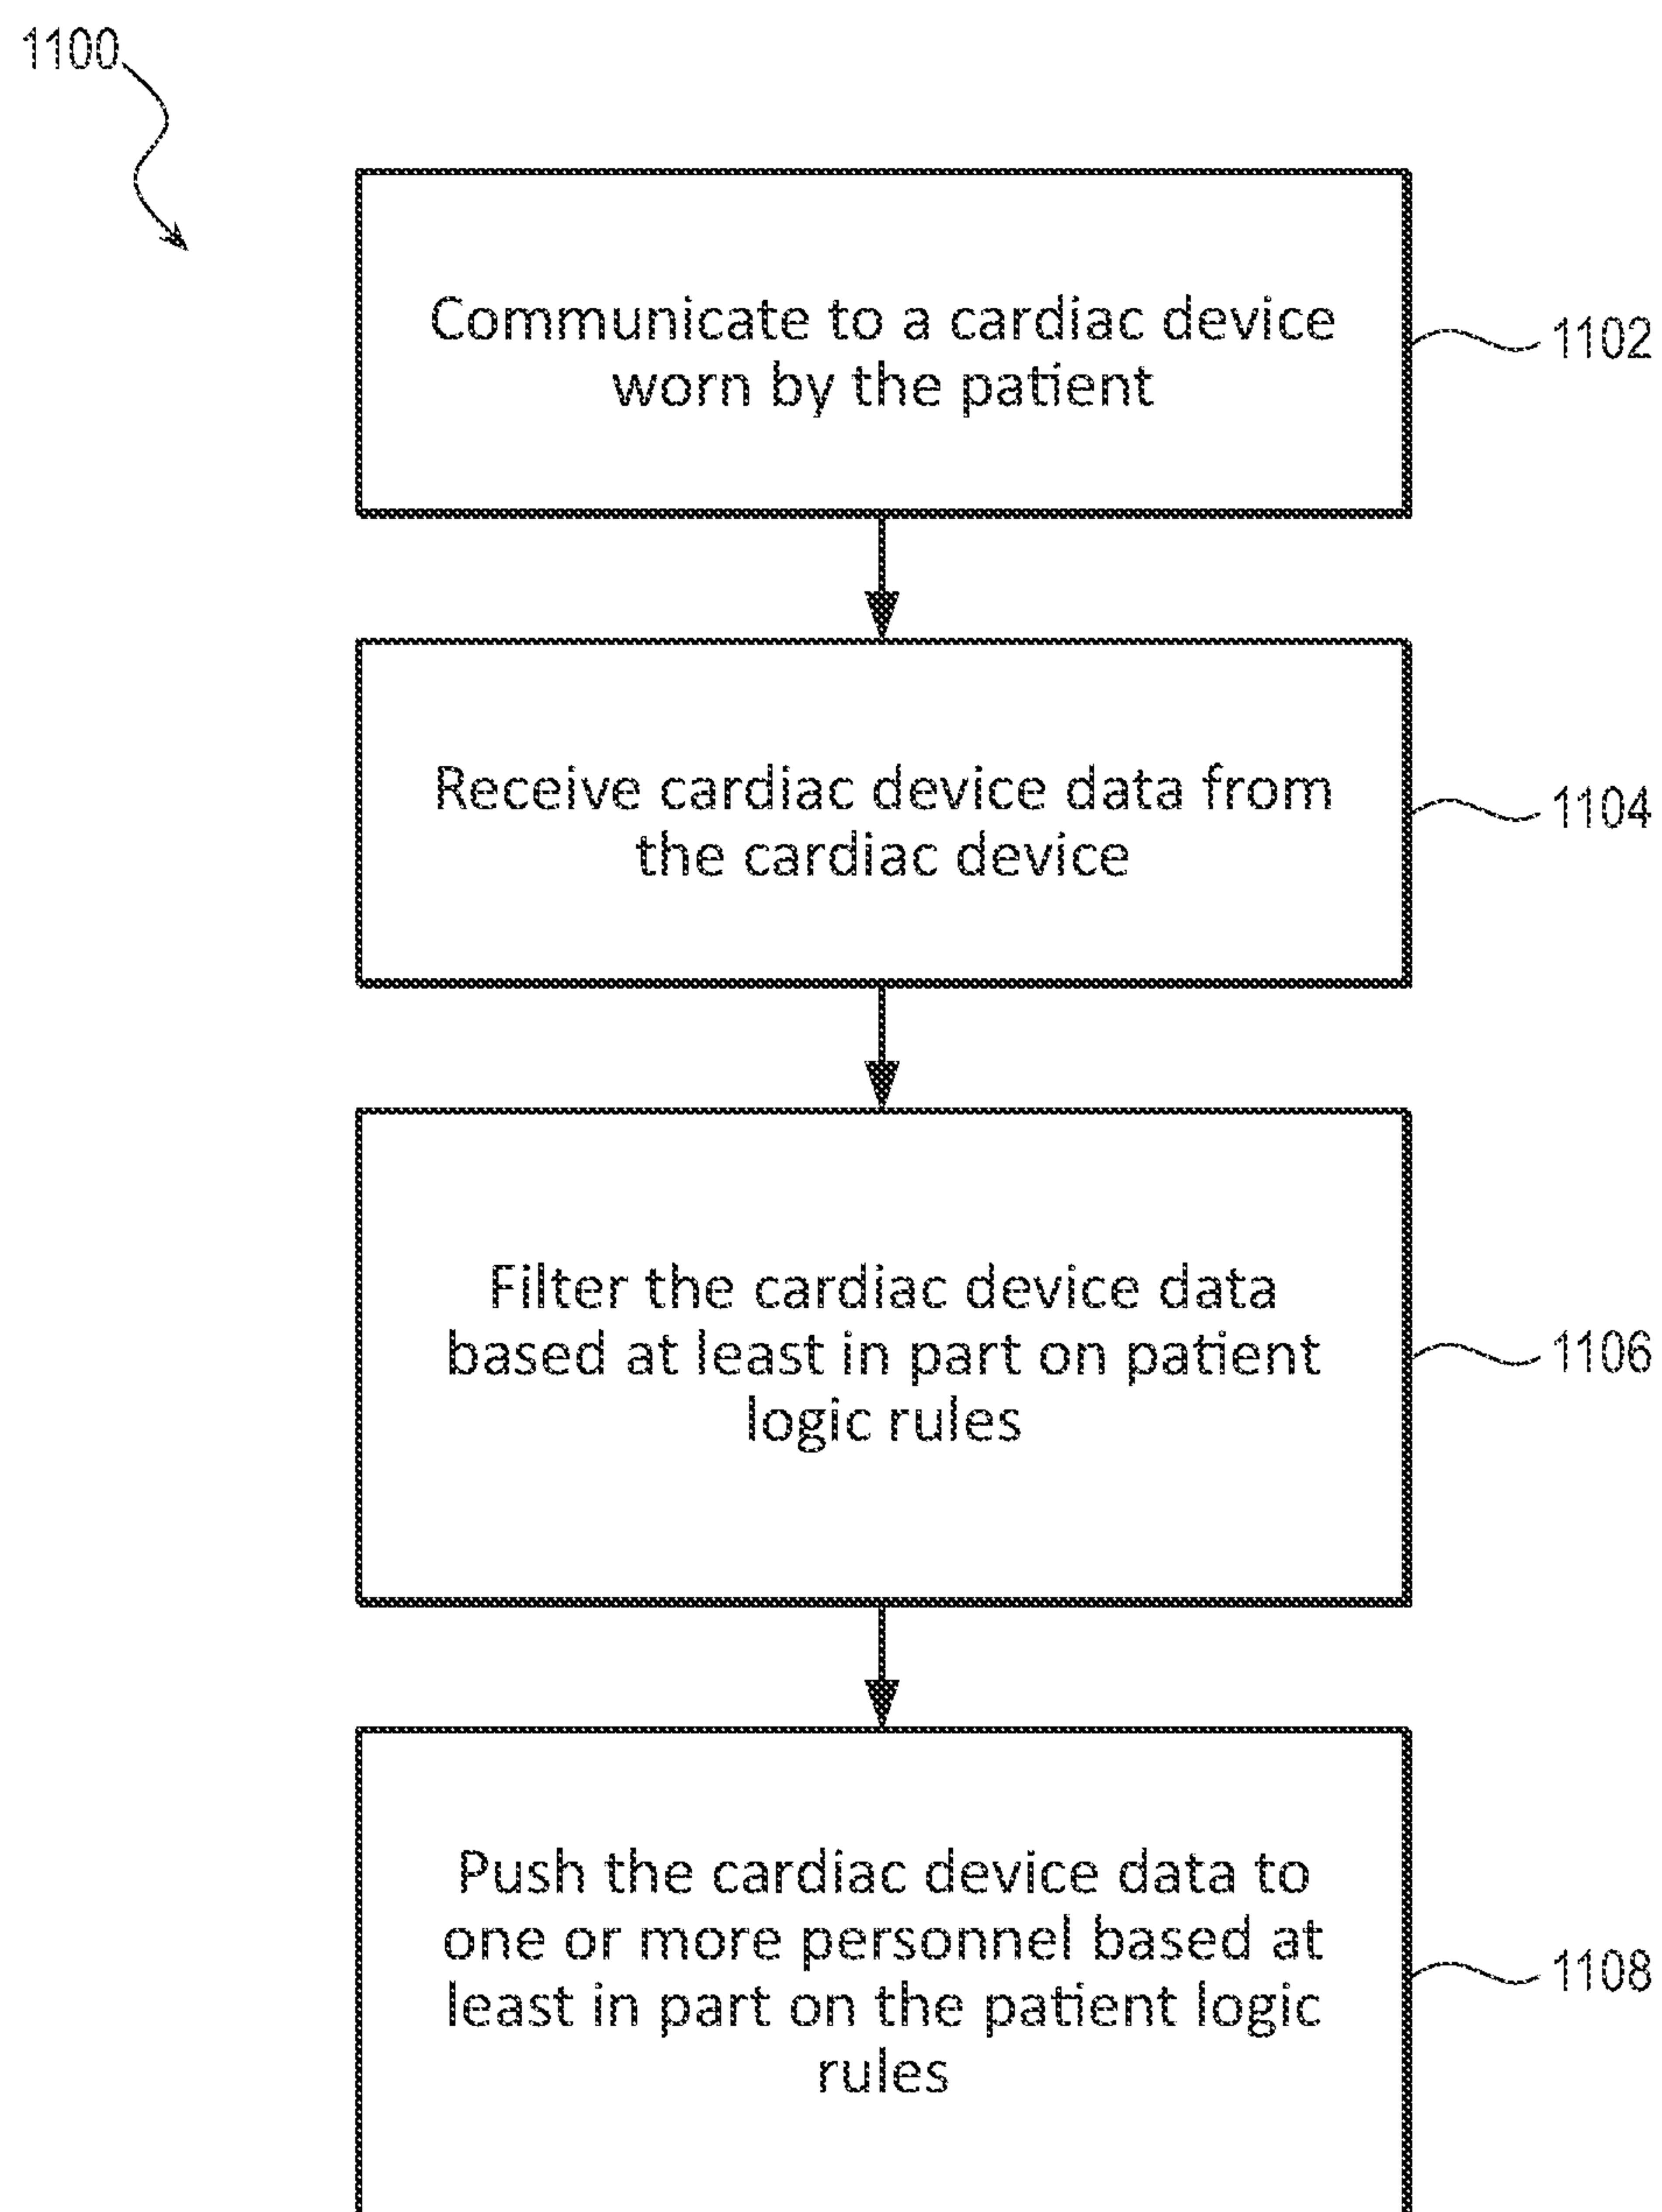 1100
Communicate to a cardiac device
worn by the patient
1102
Receive cardiac device data from
the cardiac device
1104
Filter the cardiac device data
based at least in part on patient
logic rules
1106
Push the cardiac device data to
one or more personnel based at
least in part on the patient logic
rules
1108